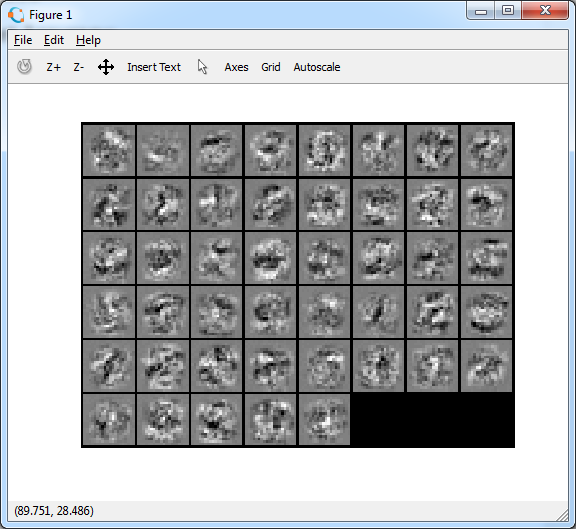 Figure 1
File Edit Help
Z+ Z- Insert Text Axes Grid Autoscale
(89.751, 28.486)